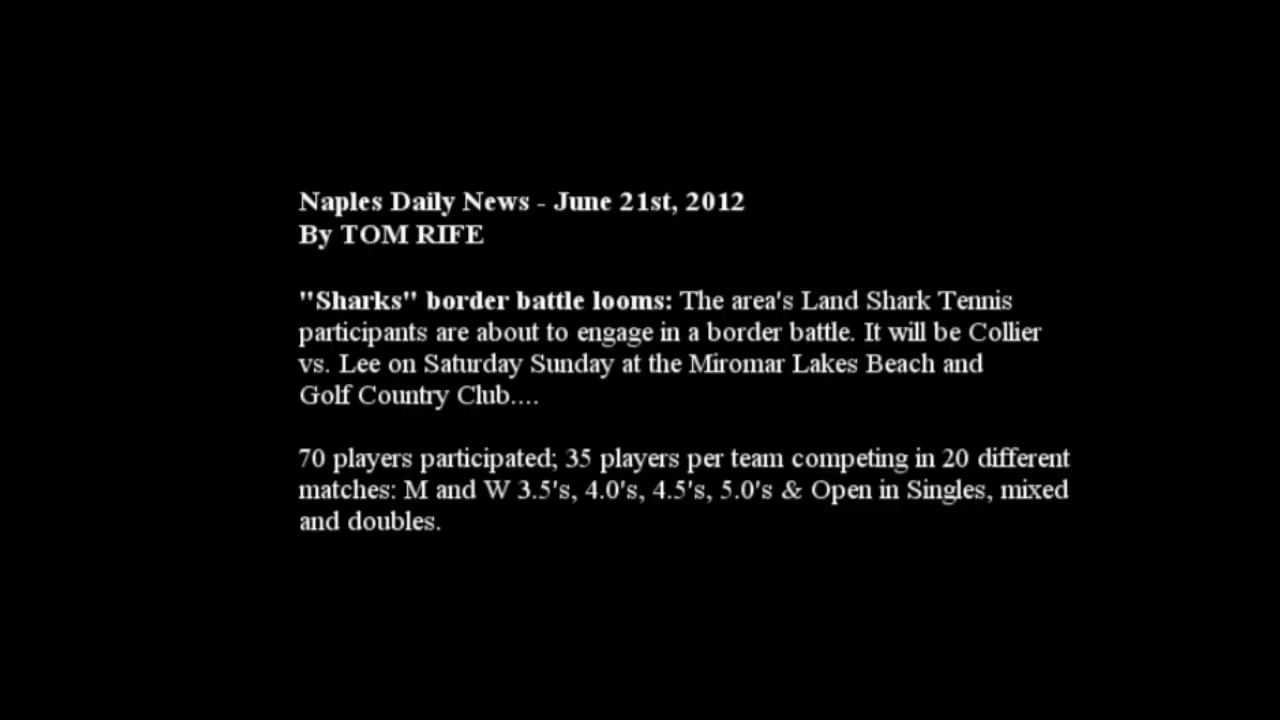 Naples Daily News - June 21st, 2012
By TOM RIFE
"Sharks" border battle looms: The area's Land Shark Tennis
participants are about to engage in a border battle. It will be Collier
vs. Lee on Saturday Sunday at the Miromar Lakes Beach and
Golf Country Club....
70 players participated; 35 players per team competing in 20 different
matches: M and W 3.5's, 4.0's, 4.5's, 5.0's & Open in Singles, mixed
and doubles.